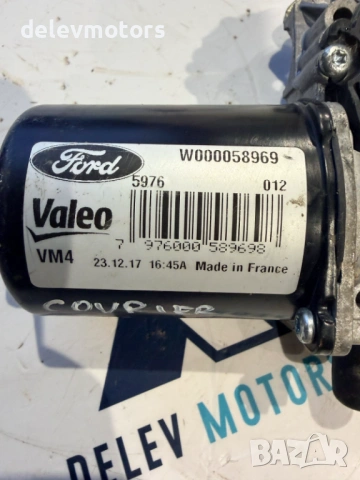 delevmotors
Ford
W000058969
5976 012
Valeo
7 976000 589698
VM4
23.12.17 16:45A Made in France
COURIER
DELEV MOTORS
BAZAR